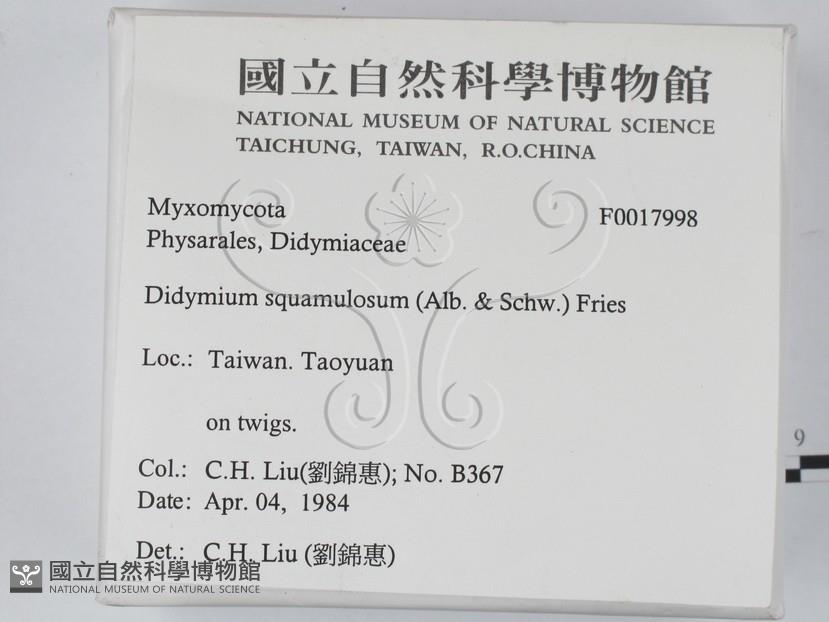 國立自然科學博物館
NATIONAL MUSEUM OF NATURAL SCIENCE
TAICHUNG, TAIWAN, R.O.CHINA
Myxomycota F0017998
Physarales, Didymiaceae
Didymium squamulosum (Alb. & Schw.) Fries
Loc.: Taiwan. Taoyuan
on twigs.
Col.: C.H. Liu(劉錦惠); No. B367
Date: Apr. 04, 1984
Det.: C.H. Liu (劉錦惠)
9
國立自然科學博物館
NATIONAL MUSEUM OF NATURAL SCIENCE